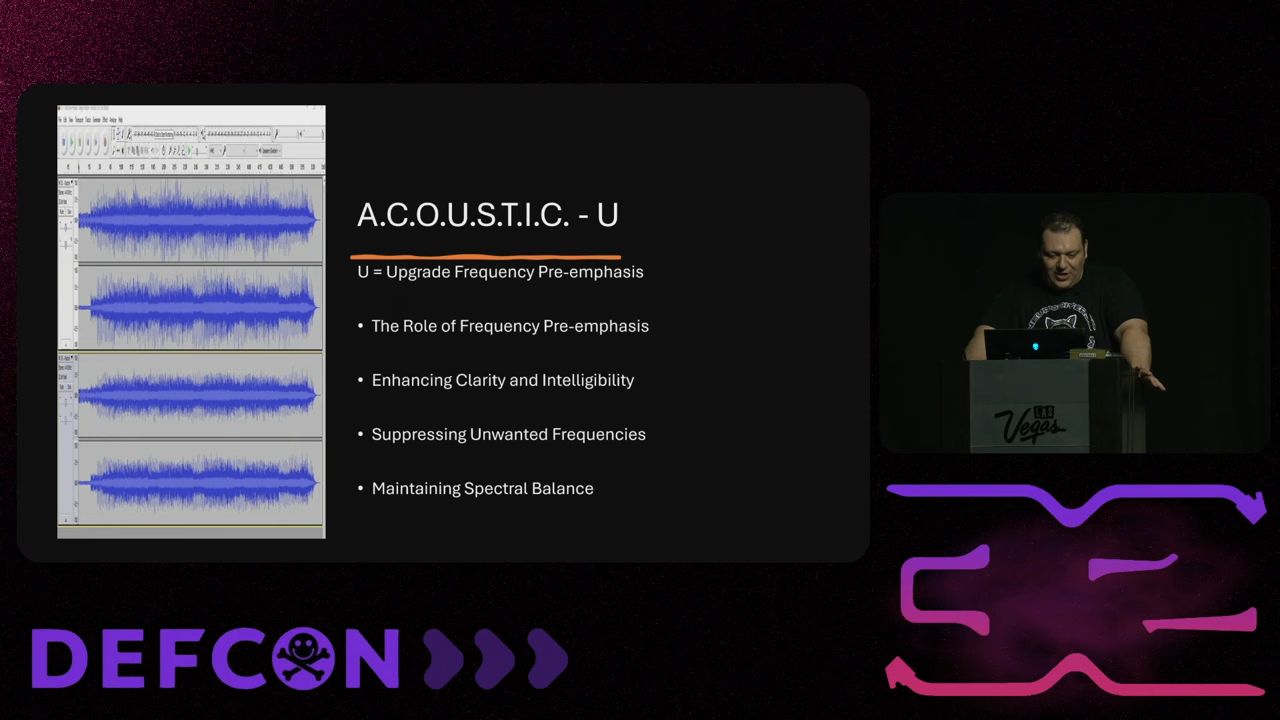 A.C.O.U.S.T.I.C. - U
U = Upgrade Frequency Pre-emphasis
• The Role of Frequency Pre-emphasis
• Enhancing Clarity and Intelligibility
• Suppressing Unwanted Frequencies
• Maintaining Spectral Balance
LAS
Vegas
DEFCON